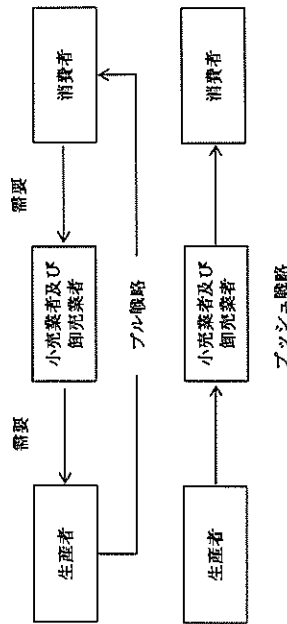 需要
需要
生産者
小売業者及び
卸売業者
消費者
プル戦略
生産者
小売業者及び
卸売業者
消費者
プッシュ戦略